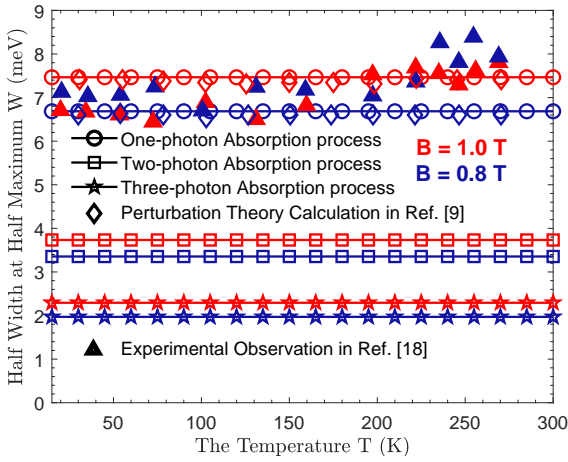 Half Width at Half Maximum W (meV)
9
8
7
6
5
4
3
2
1
0
One-photon Absorption process
Two-photon Absorption process
Three-photon Absorption process
Perturbation Theory Calculation in Ref. [9]
B = 1.0 T
B = 0.8 T
Experimental Observation in Ref. [18]
50 100 150 200 250 300
The Temperature T (K)